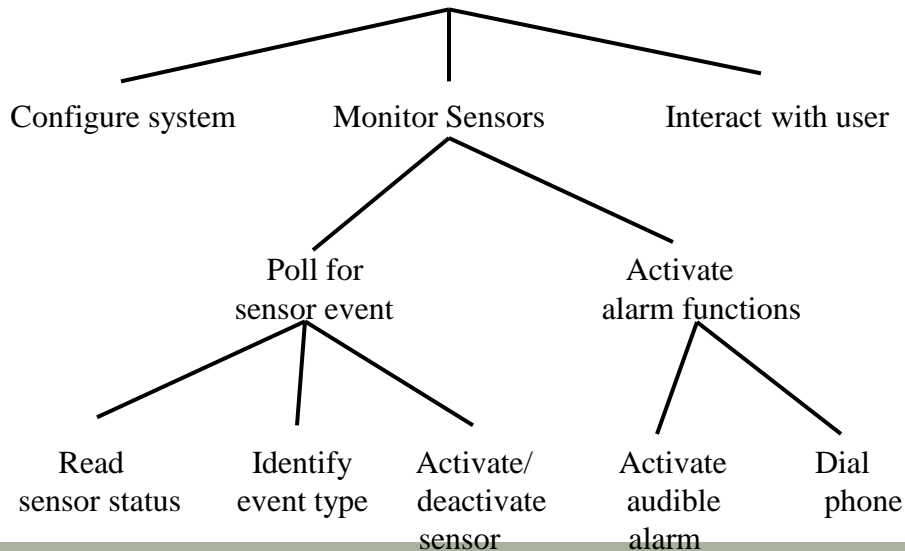 Configure system
Monitor Sensors
Interact with user
Poll for
sensor event
Activate
alarm functions
Read
sensor status
Identify
event type
Activate/
deactivate
sensor
Activate
audible
alarm
Dial
phone